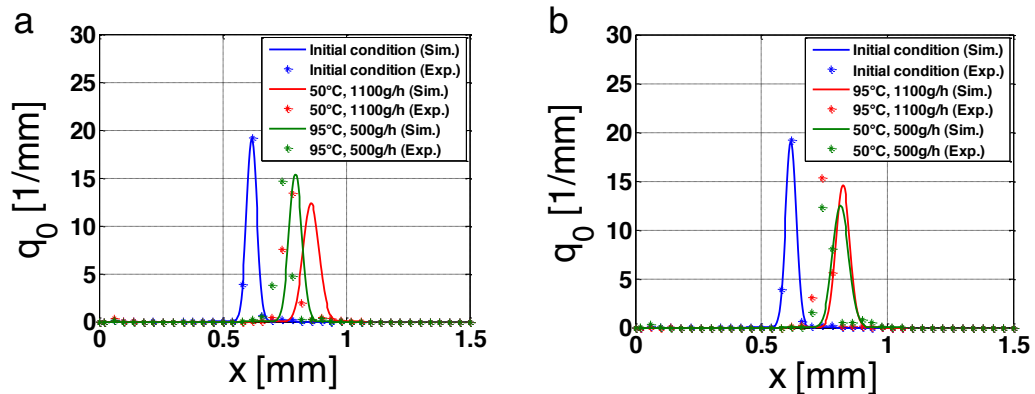 a
30
25
20
15
10
5
0
q0 [1/mm]
0
0.5
1
1.5
x [mm]
Initial condition (Sim.)
Initial condition (Exp.)
50°C, 1100g/h (Sim.)
50°C, 1100g/h (Exp.)
95°C, 500g/h (Sim.)
95°C, 500g/h (Exp.)
b
30
25
20
15
10
5
0
q0 [1/mm]
0
0.5
1
1.5
x [mm]
Initial condition (Sim.)
Initial condition (Exp.)
95°C, 1100g/h (Sim.)
95°C, 1100g/h (Exp.)
50°C, 500g/h (Sim.)
50°C, 500g/h (Exp.)